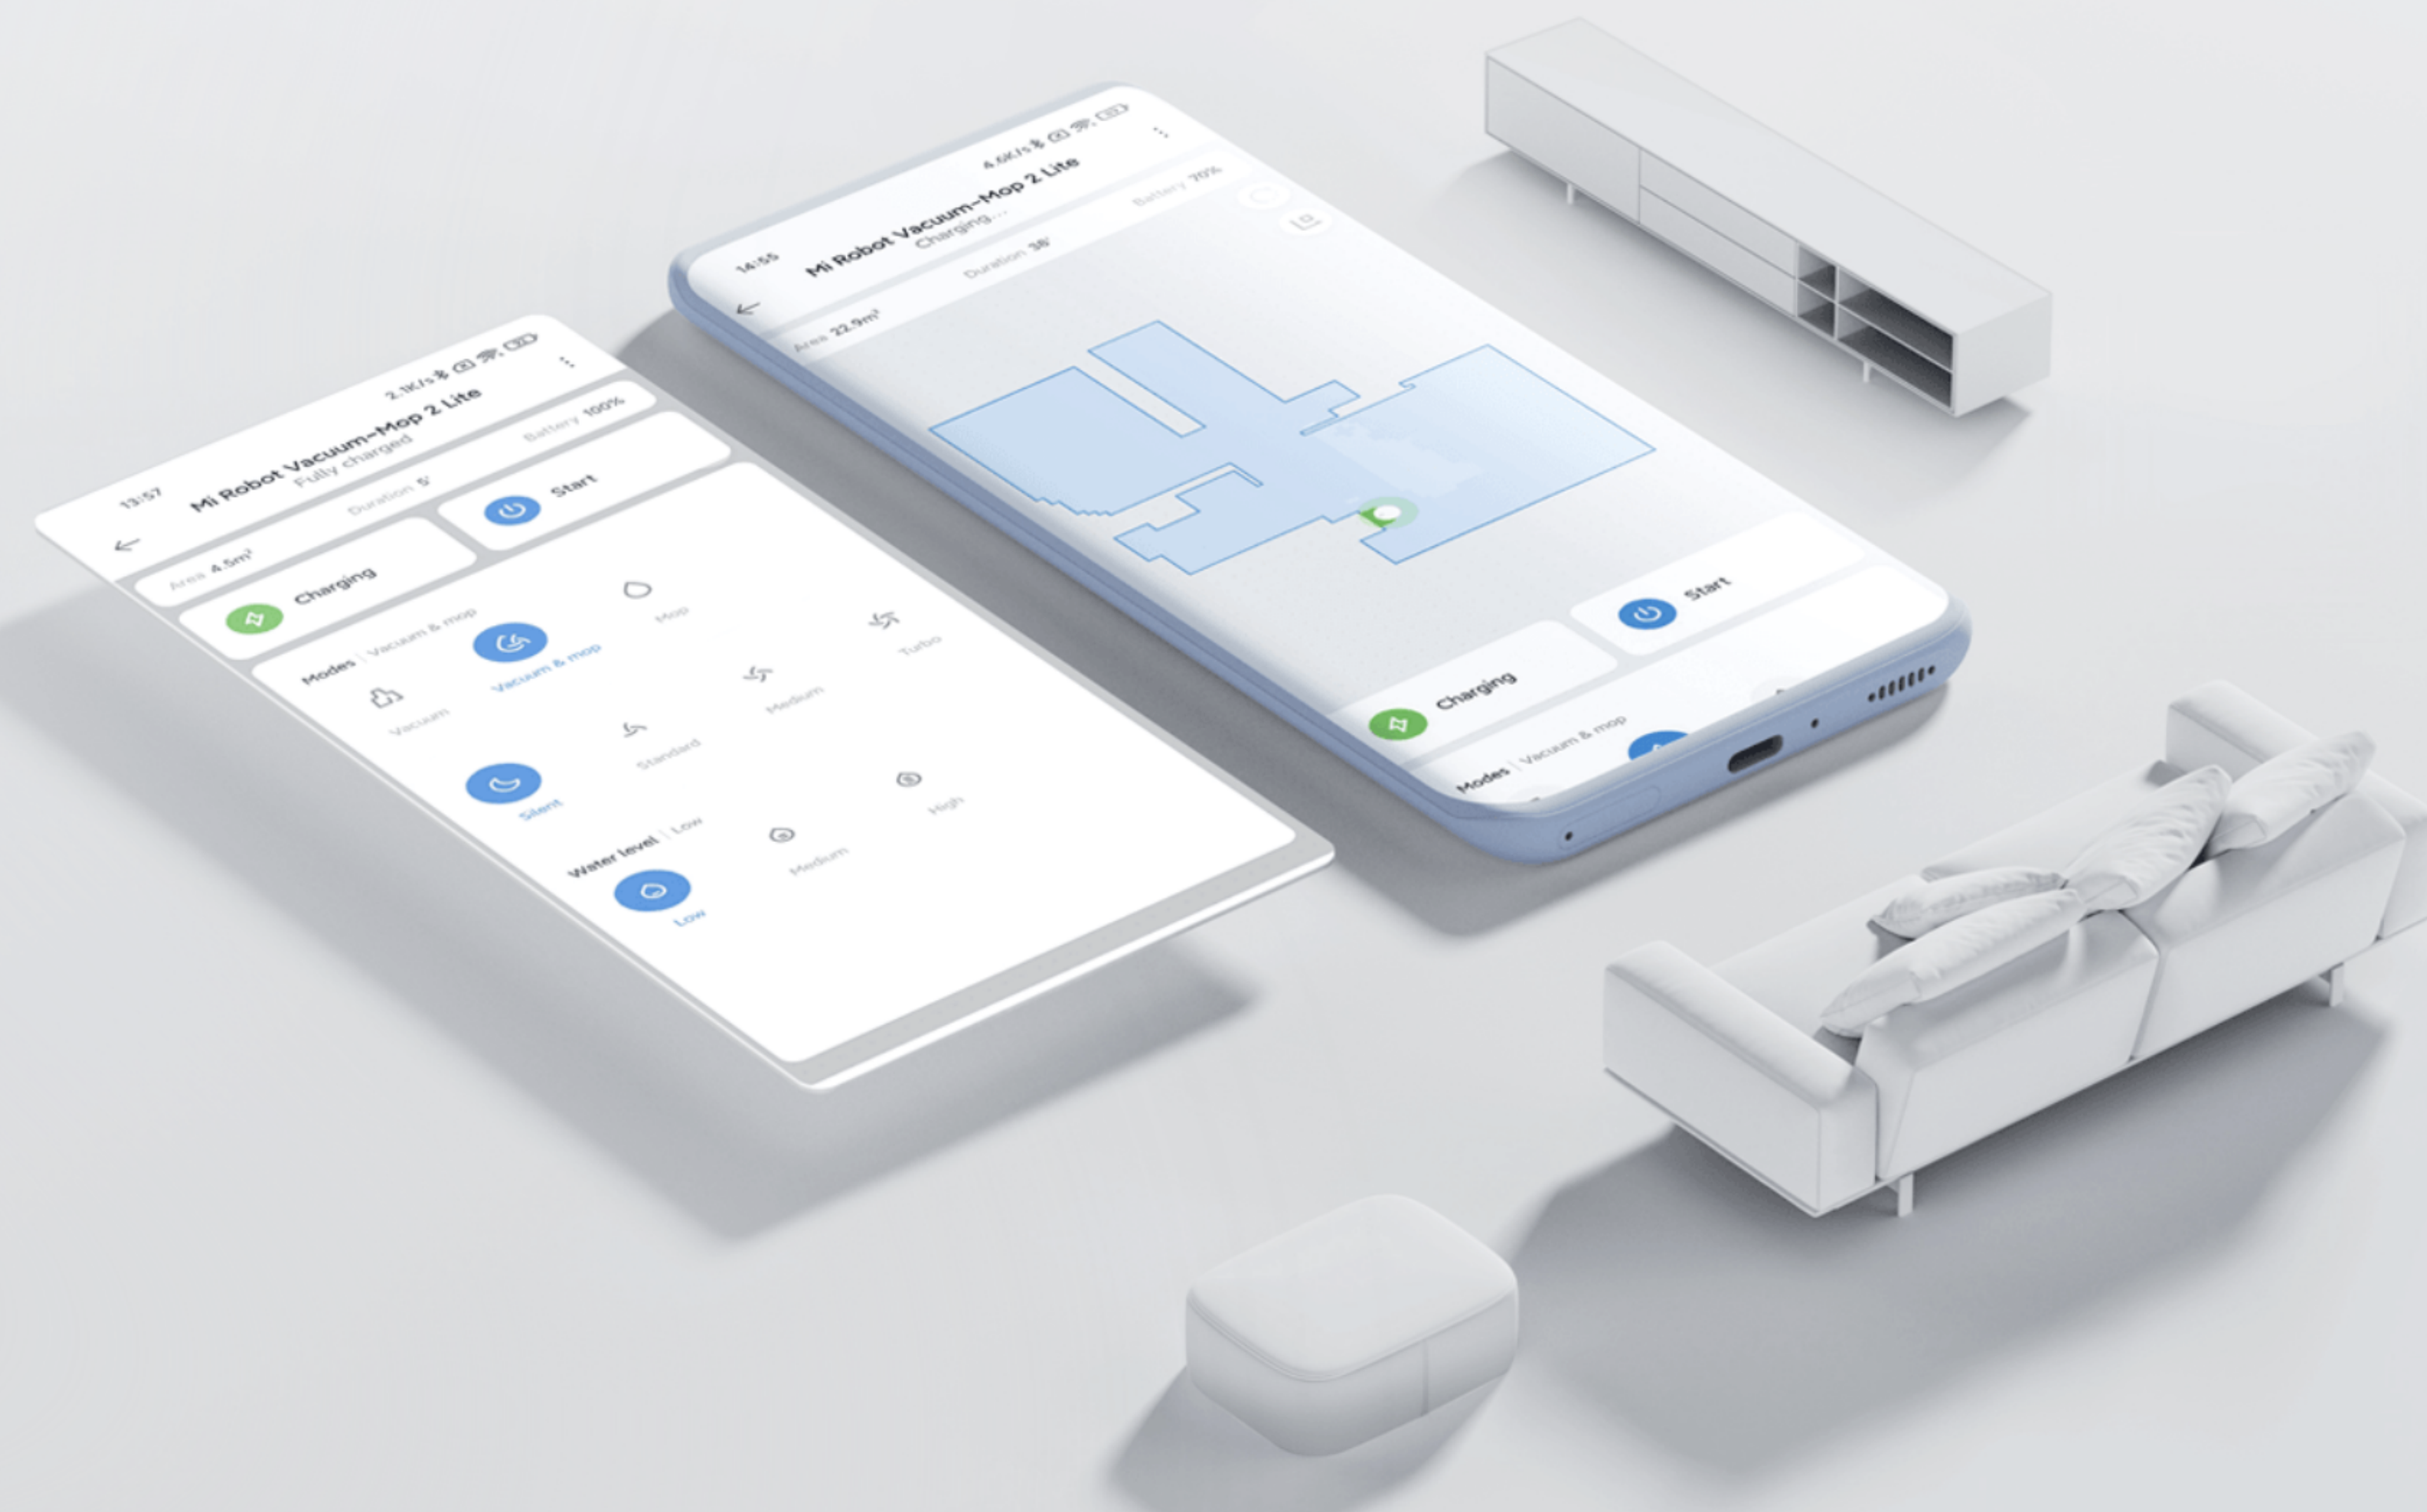 13:57
2.1K/s
Mi Robot Vacuum-Mop 2 Lite
Fully charged
Area 4.5m² Duration 5' Battery 100%
Charging
Start
Modes | Vacuum & mop
Vacuum
Vacuum & mop
Mop
Silent
Standard
Medium
Turbo
Water level | Low
Low
Medium
High
14:55
4.6K/s
Mi Robot Vacuum-Mop 2 Lite
Charging...
Area 22.9m² Duration 38' Battery 70%
Charging
Start
Modes | Vacuum & mop